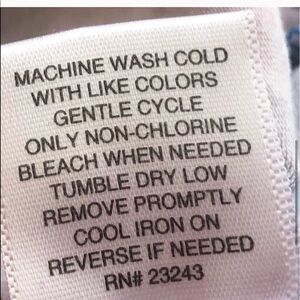 MACHINE WASH COLD
WITH LIKE COLORS
GENTLE CYCLE
ONLY NON-CHLORINE
BLEACH WHEN NEEDED
TUMBLE DRY LOW
REMOVE PROMPTLY
COOL IRON ON
REVERSE IF NEEDED
RN# 23243